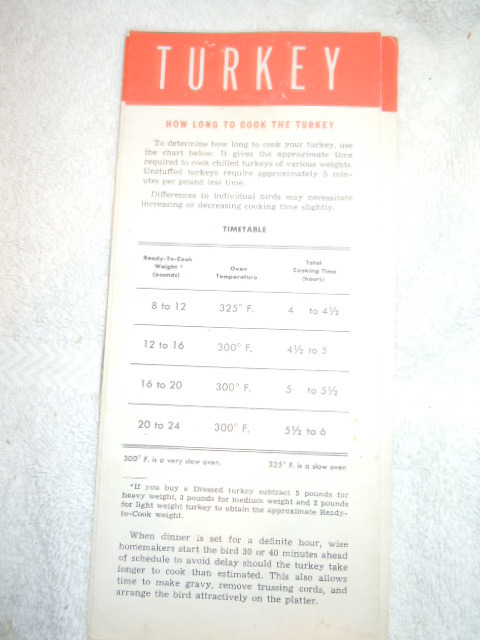 TURKEY
HOW LONG TO COOK THE TURKEY
To determine how long to cook your turkey, use
the chart below. It gives the approximate time
required to cook chilled turkeys of various weights.
Unstuffed turkeys require approximately 5 min-
utes per pound less time.
Differences in individual birds may necessitate
increasing or decreasing cooking time slightly.
TIMETABLE
Ready-To-Cook Weight * (pounds) Oven Temperature Total Cooking Time (hours)
8 to 12 325° F. 4 to 4½
12 to 16 300° F. 4½ to 5
16 to 20 300° F. 5 to 5½
20 to 24 300° F. 5½ to 6
300° F. is a very slow oven. 325° F. is a slow oven
*If you buy a Dressed turkey subtract 5 pounds for
heavy weight, 3 pounds for medium weight and 2 pounds
for light weight turkey to obtain the approximate Ready-
to-Cook weight.
When dinner is set for a definite hour, wise
homemakers start the bird 30 or 40 minutes ahead
of schedule to avoid delay should the turkey take
longer to cook than estimated. This also allows
time to make gravy, remove trussing cords, and
arrange the bird attractively on the platter.